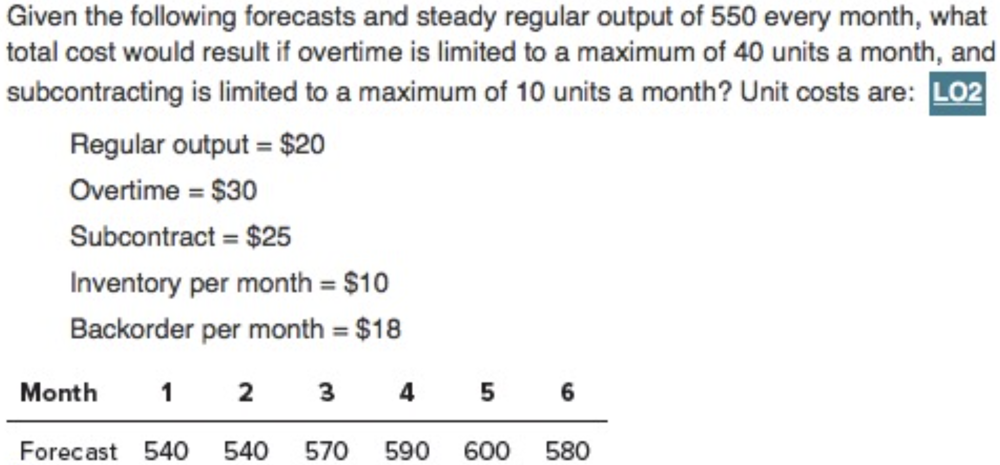 Given the following forecasts and steady regular output of 550 every month, what
total cost would result if overtime is limited to a maximum of 40 units a month, and
subcontracting is limited to a maximum of 10 units a month? Unit costs are: LO2
Regular output = $20
Overtime = $30
Subcontract = $25
Inventory per month = $10
Backorder per month = $18
Month 1 2 3 4 5 6
Forecast 540 540 570 590 600 580